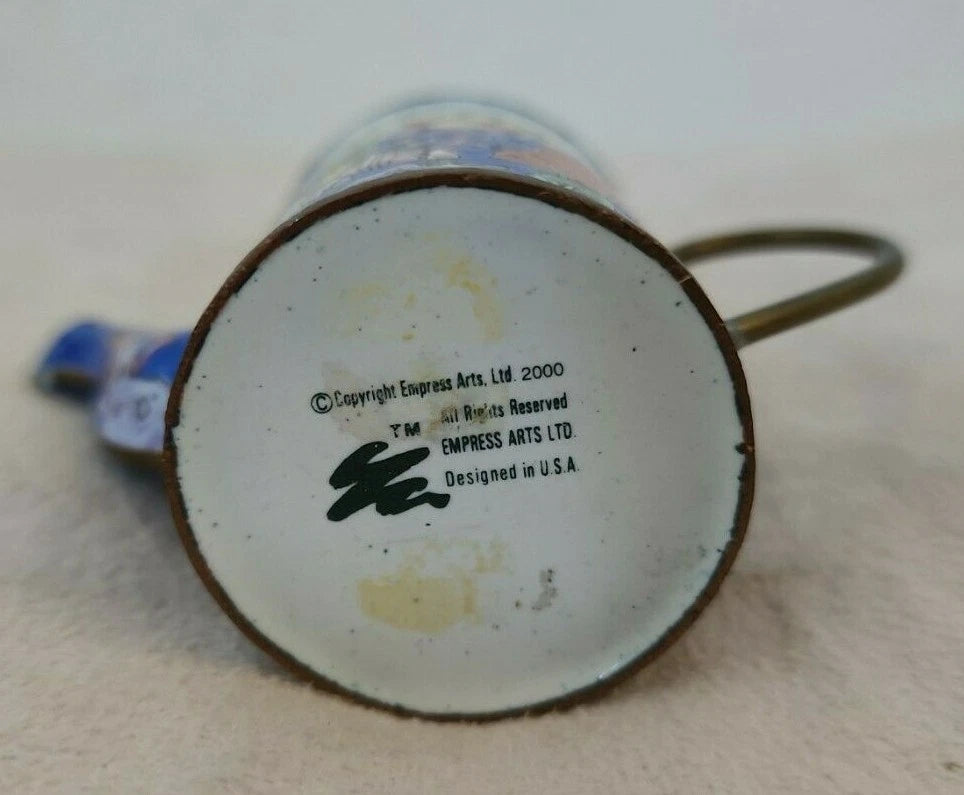 ©Copyright Empress Arts, Ltd. 2000
All Rights Reserved
TM
EMPRESS ARTS LTD.
Designed in U.S.A.